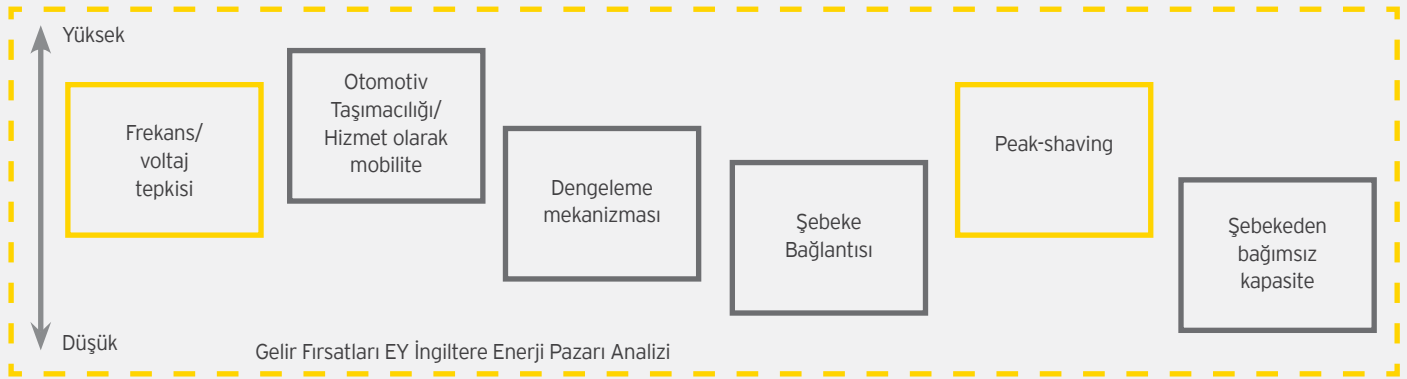 Yüksek
Frekans/
voltaj
tepkisi
Otomotiv
Taşımacılığı/
Hizmet olarak
mobilite
Dengeleme
mekanizması
Şebeke
Bağlantısı
Peak-shaving
Şebekeden
bağımsız
kapasite
Düşük
Gelir Fırsatları EY İngiltere Enerji Pazarı Analizi